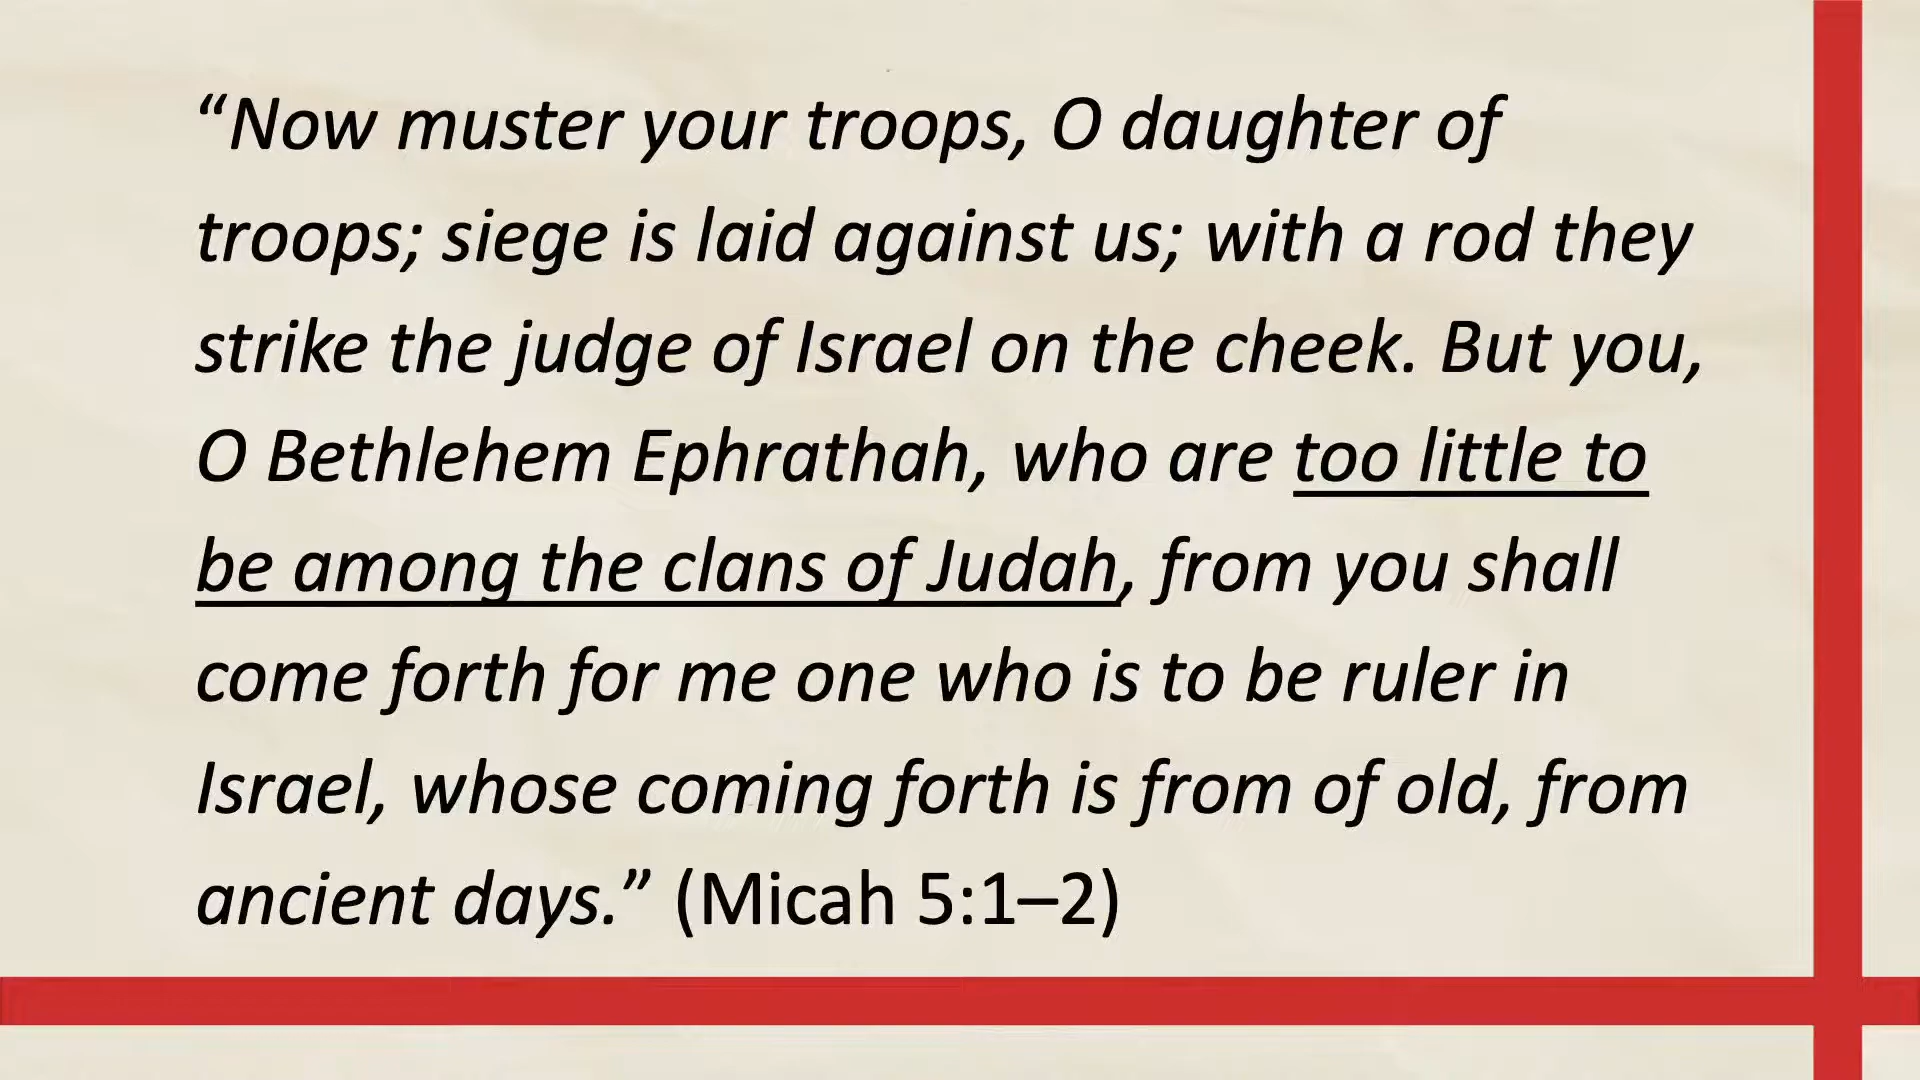 “Now muster your troops, O daughter of
troops; siege is laid against us; with a rod they
strike the judge of Israel on the cheek. But you,
O Bethlehem Ephrathah, who are too little to
be among the clans of Judah, from you shall
come forth for me one who is to be ruler in
Israel, whose coming forth is from of old, from
ancient days.” (Micah 5:1–2)